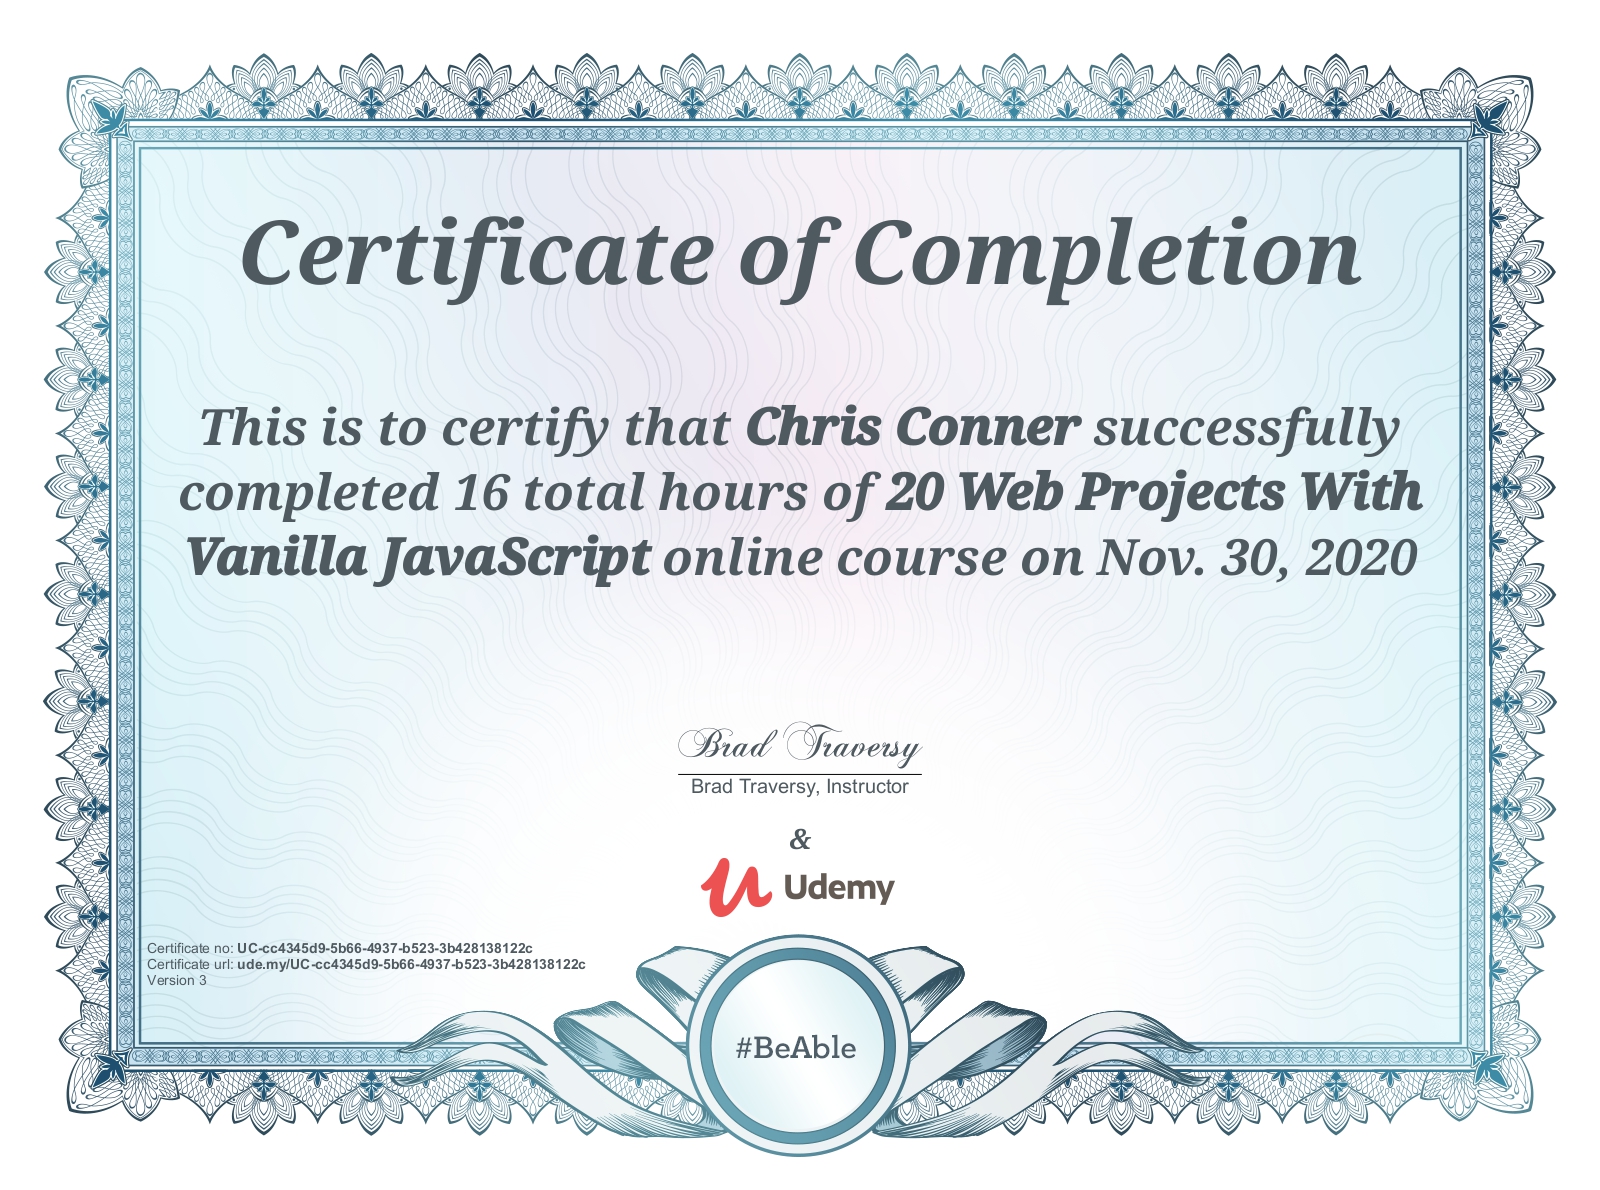 Certificate of Completion
This is to certify that Chris Conner successfully
completed 16 total hours of 20 Web Projects With
Vanilla JavaScript online course on Nov. 30, 2020
Brad Traversy
Brad Traversy, Instructor
&
Udemy
Certificate no: UC-cc4345d9-5b66-4937-b523-3b428138122c
Certificate url: ude.my/UC-cc4345d9-5b66-4937-b523-3b428138122c
Version 3
#BeAble